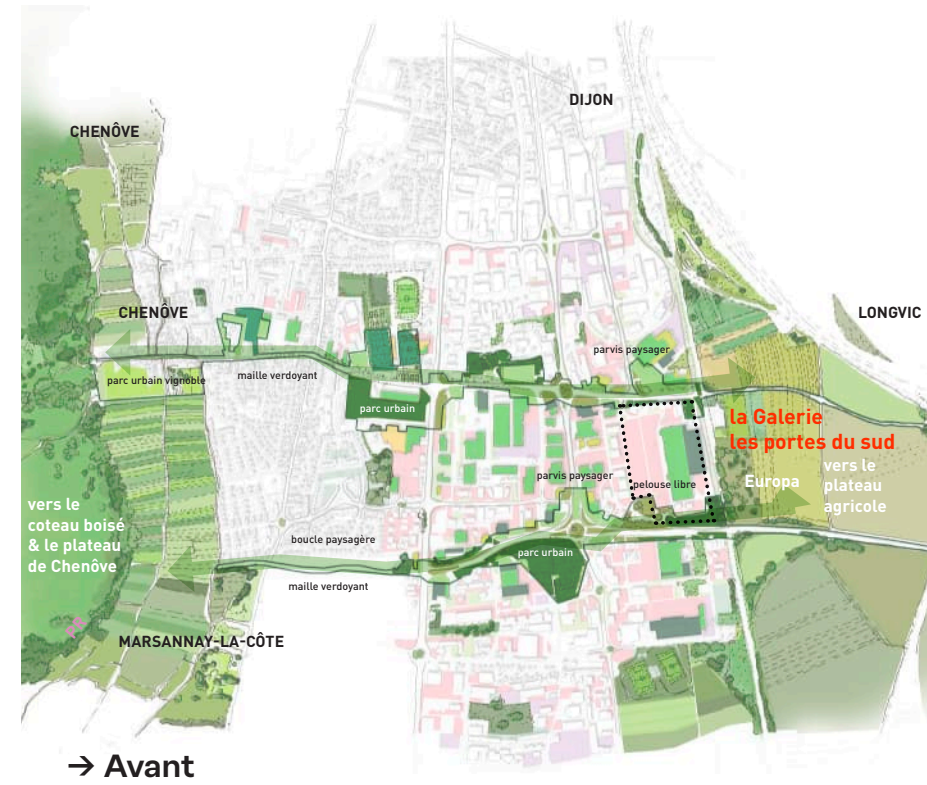 DIJON
CHENÔVE
CHENÔVE
LONGVIC
parvis paysager
maille verdoyant
parc urbain vignoble
parc urbain
la Galerie
les portes du sud
vers le
plateau
agricole
Europa
parvis paysager
pelouse libre
vers le
coteau boisé
& le plateau
de Chenôve
boucle paysagère
parc urbain
maille verdoyant
MARSANNAY-LA-CÔTE
→ Avant